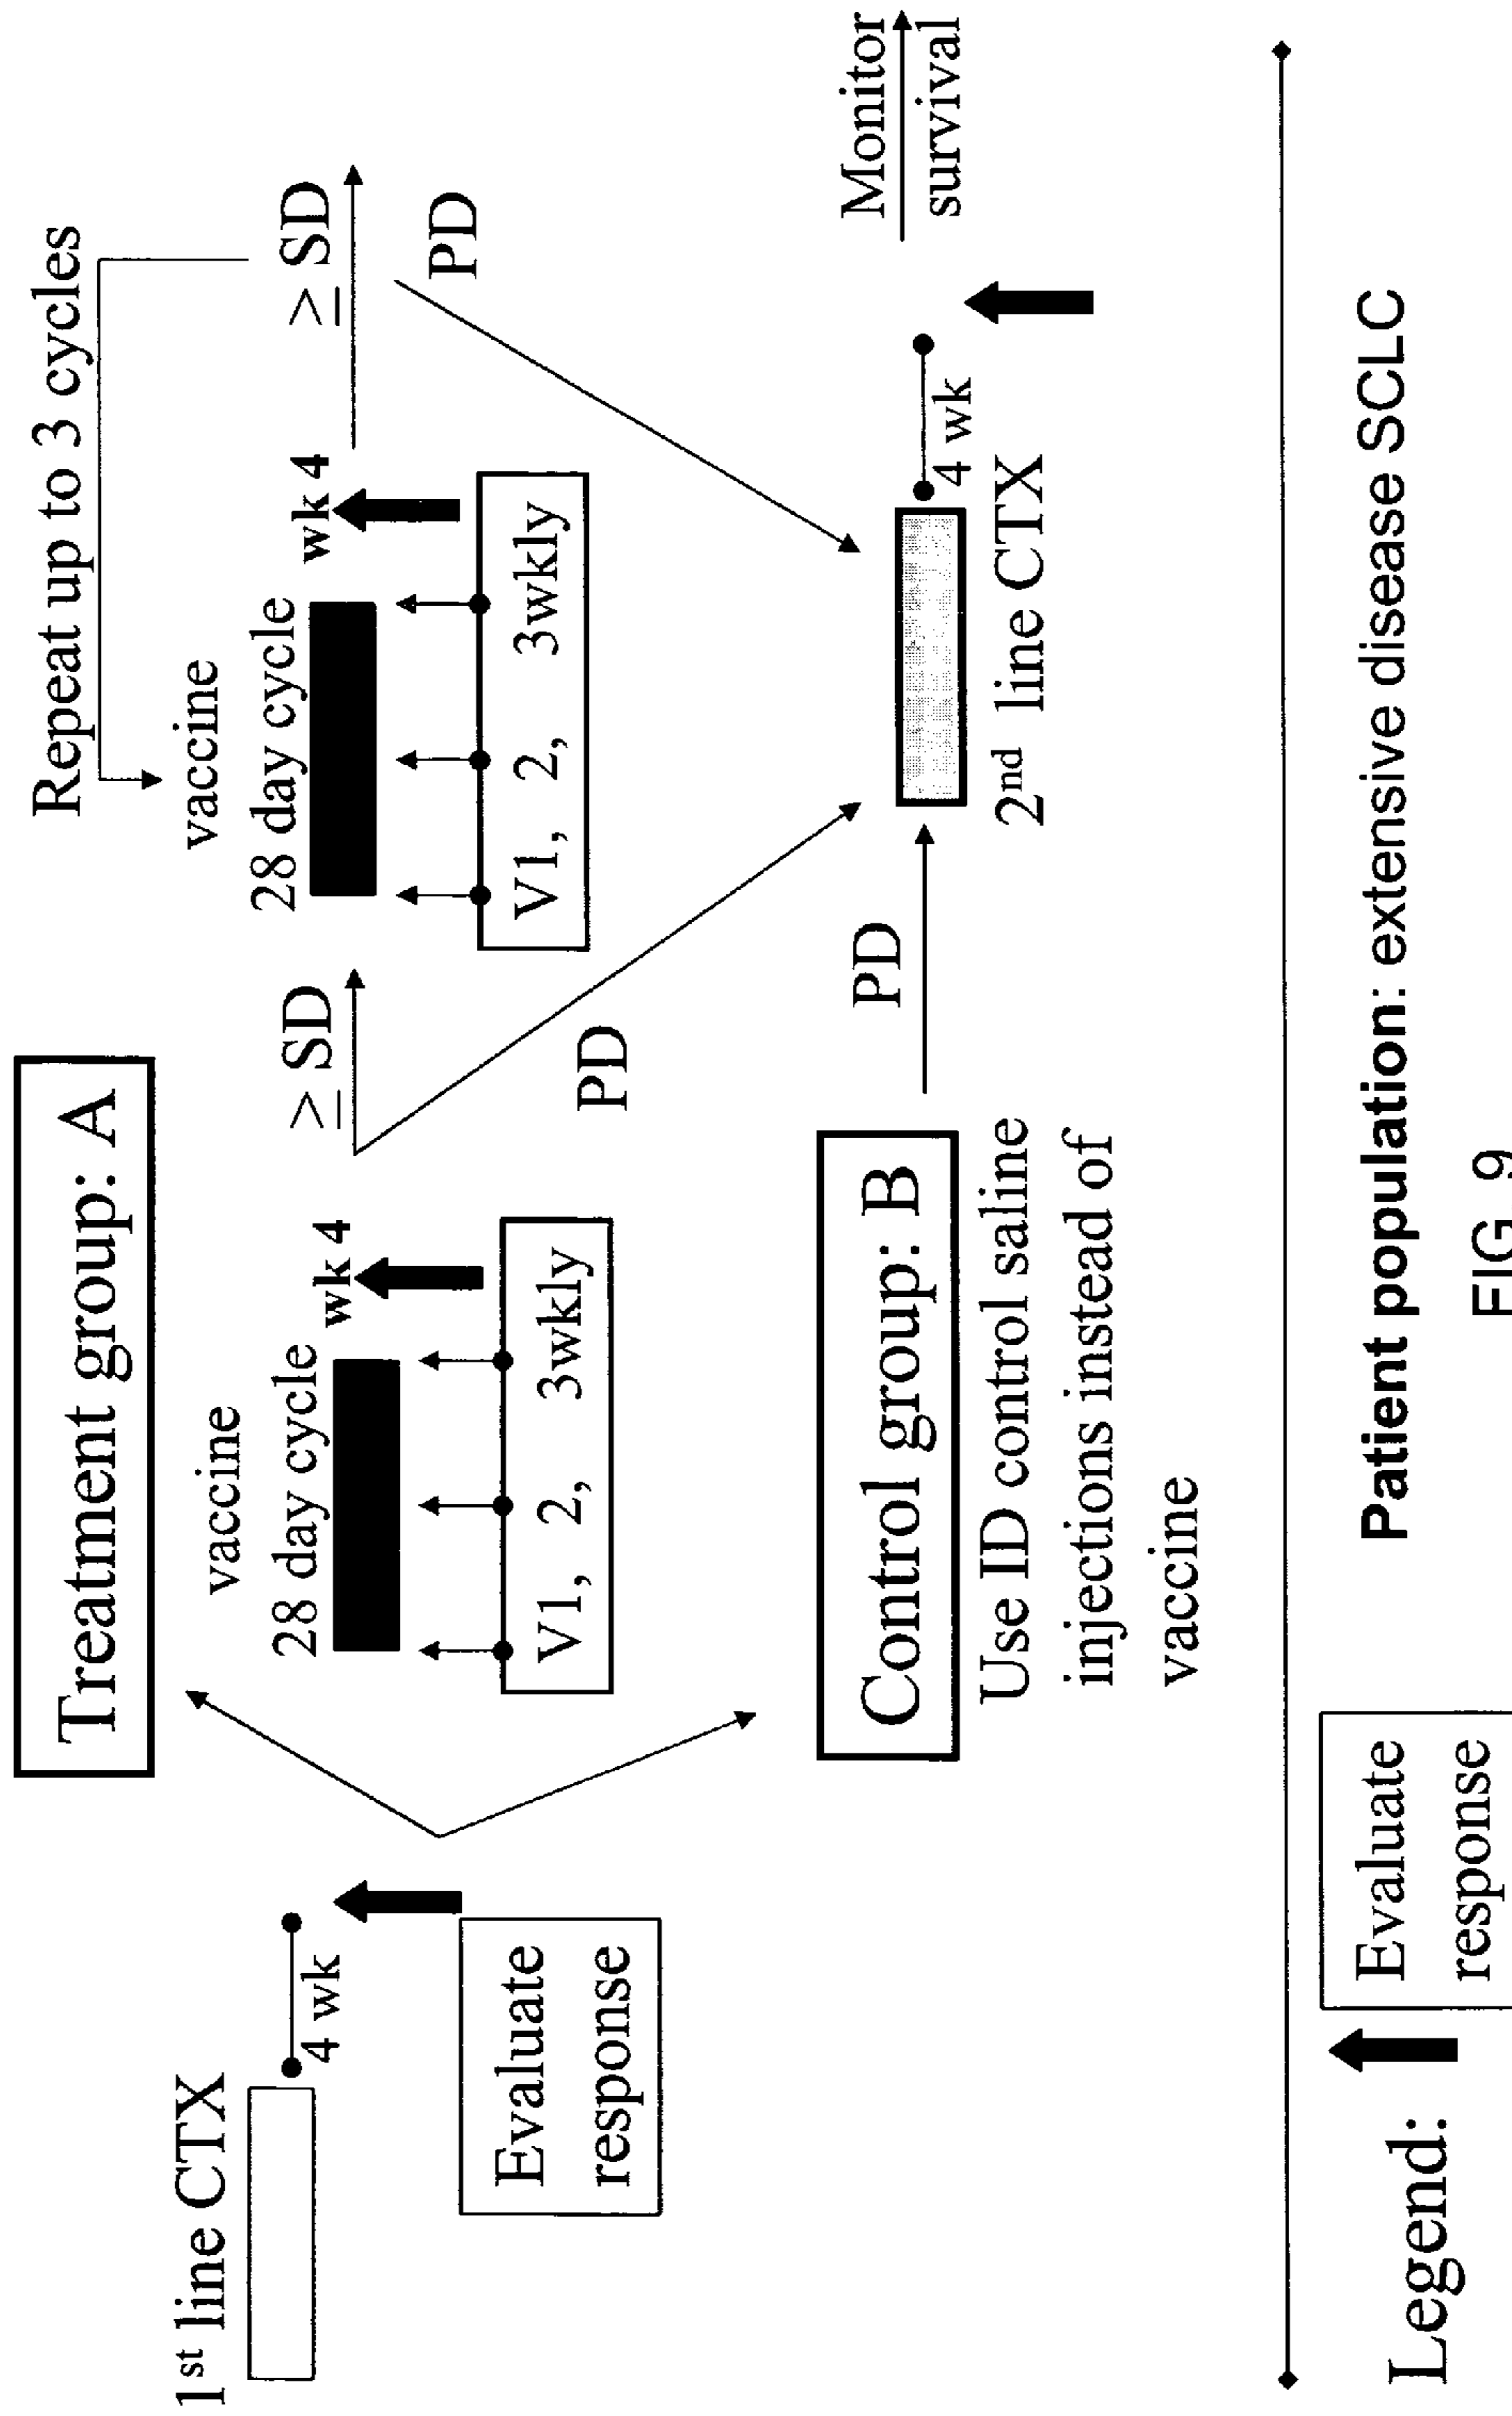 Treatment group: A
Repeat up to 3 cycles
1st line CTX
4 wk
Evaluate
response
vaccine
28 day cycle
wk 4
V1, 2, 3wkly
≥ SD
PD
vaccine
28 day cycle
wk 4
V1, 2, 3wkly
≥ SD
PD
Control group: B
Use ID control saline
injections instead of
vaccine
PD
4 wk
2nd line CTX
Monitor
survival
Legend:
Evaluate
response
Patient population: extensive disease SCLC
FIG. 9